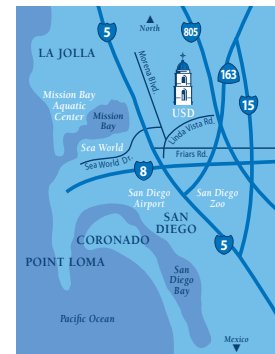 5
North
805
LA JOLLA
Morena Blvd.
163
Mission Bay
Aquatic
Center
15
Mission
Bay
USD
Linda Vista Rd.
Sea World
Friars Rd.
Sea World Dr.
8
San Diego
Airport
San Diego
Zoo
SAN
DIEGO
CORONADO
5
POINT LOMA
San
Diego
Bay
Pacific Ocean
Mexico